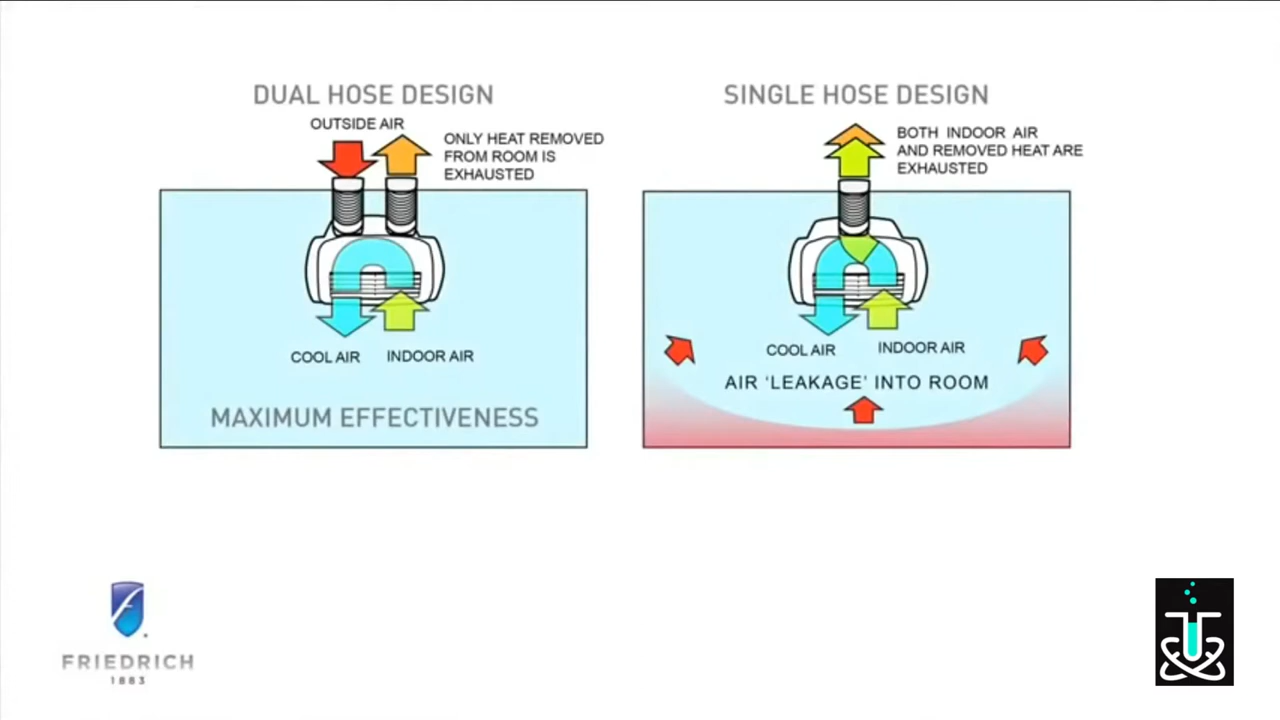 DUAL HOSE DESIGN
OUTSIDE AIR
ONLY HEAT REMOVED
FROM ROOM IS
EXHAUSTED
COOL AIR
INDOOR AIR
MAXIMUM EFFECTIVENESS
SINGLE HOSE DESIGN
BOTH INDOOR AIR
AND REMOVED HEAT ARE
EXHAUSTED
COOL AIR
INDOOR AIR
AIR ‘LEAKAGE’ INTO ROOM
FRIEDRICH
1883